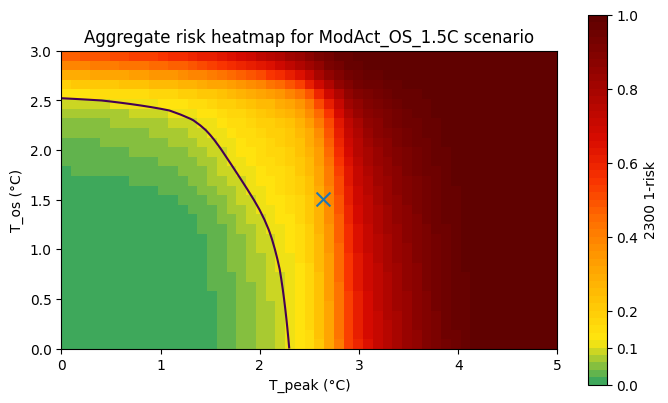 Aggregate risk heatmap for ModAct_OS_1.5C scenario
3.0
2.5
2.0
1.5
1.0
0.5
0.0
T_os (°C)
0 1 2 3 4 5
T_peak (°C)
1.0
0.8
0.6
0.4
0.2
0.1
0.0
2300 1-risk